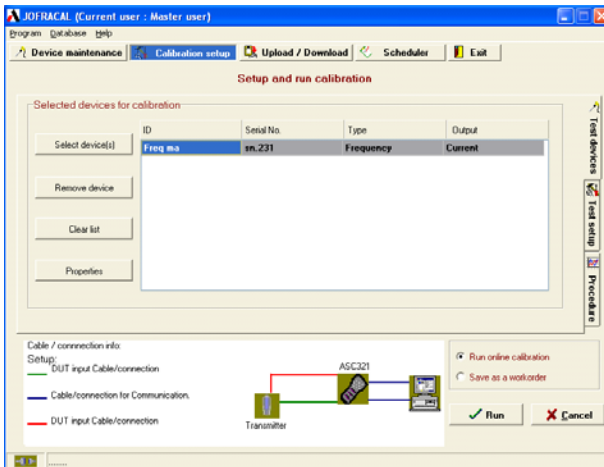 JOFRACAL (Current user : Master user)
Program Database Help
Device maintenance Calibration setup Upload / Download Scheduler Exit
Setup and run calibration
Selected devices for calibration
ID Serial No. Type Output
Select device(s)
Freq ma sn.231 Frequency Current
Remove device
Clear list
Properties
Test devices
Test setup
Procedure
Cable / connnection info:
Setup:
DUT input Cable/connection
Cable/connection for Communication.
DUT input Cable/connection
ASC321
Transmitter
Run online calibration
Save as a workorder
Run Cancel
......